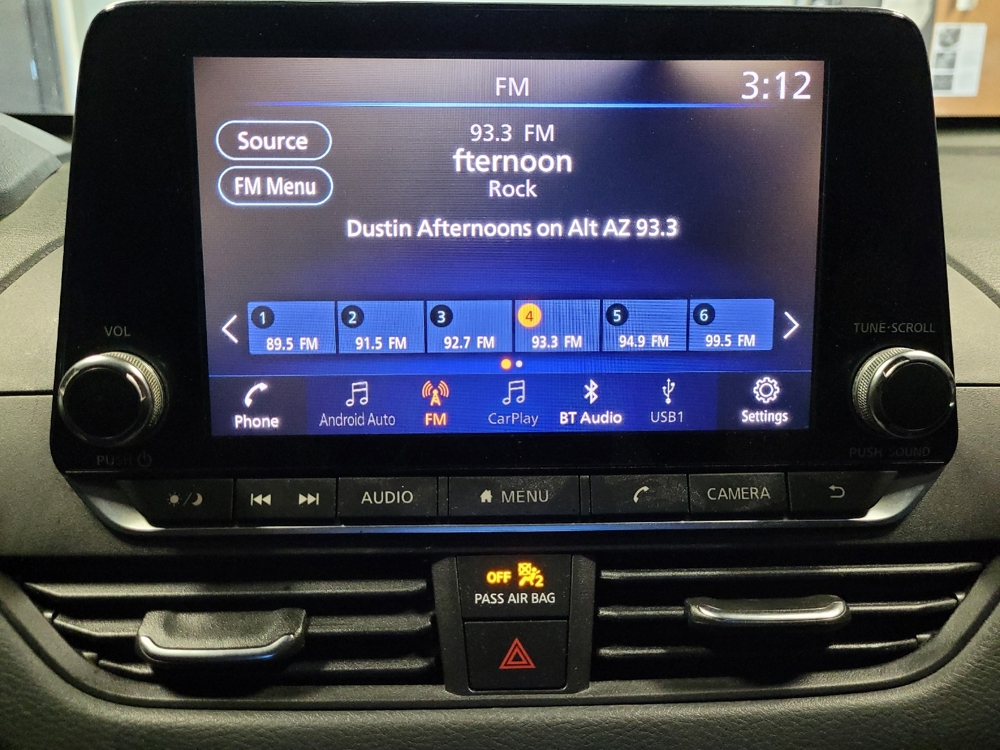 FM
3:12
Source
93.3 FM
fternoon
FM Menu
Rock
Dustin Afternoons on Alt AZ 93.3
1
2
3
4
5
6
89.5 FM
91.5 FM
92.7 FM
93.3 FM
94.9 FM
99.5 FM
VOL
TUNE·SCROLL
Phone
Android Auto
FM
CarPlay
BT Audio
USB1
Settings
PUSH
PUSH SOUND
AUDIO
MENU
CAMERA
OFF
2
PASS AIR BAG